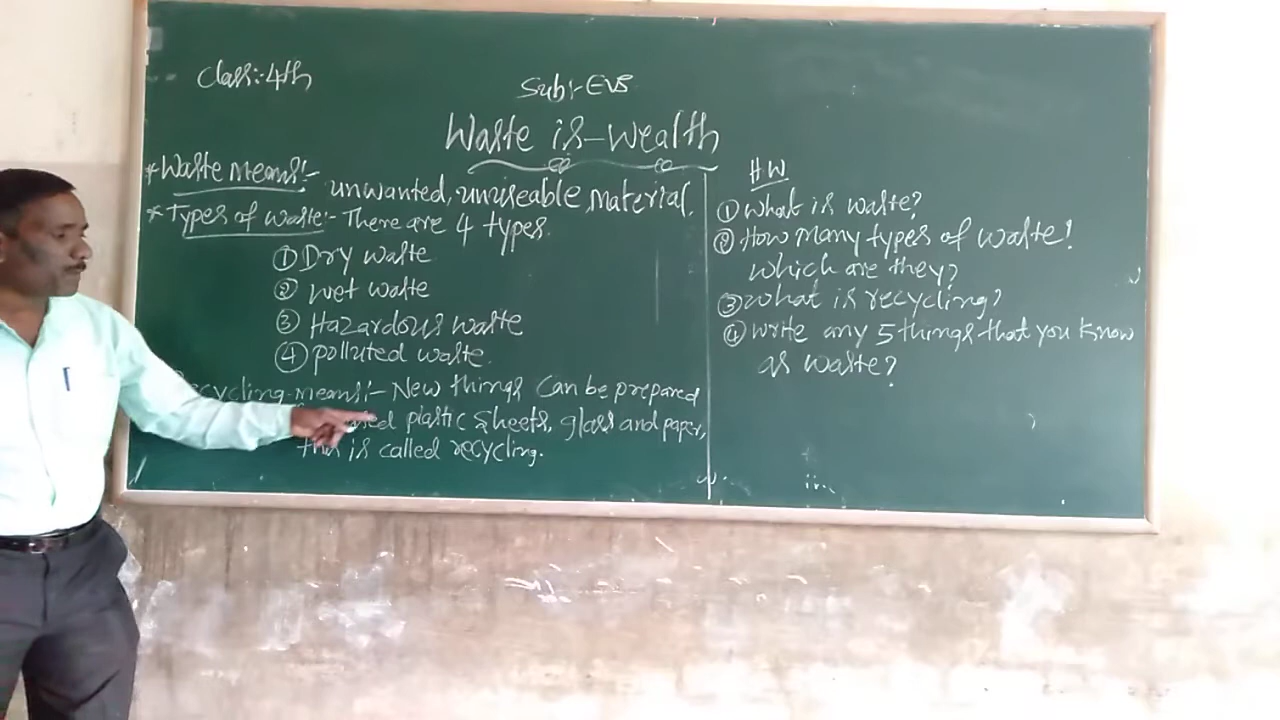 Class:- 4th
Sub:- EVS
Waste is-Wealth
*Waste Means!-
unwanted, unuseable, material.
*Types of waste:- There are 4 types.
① Dry waste
② wet waste
③ Hazardous waste
④ polluted waste.
ecycling means!- New things Can be prepared
ed plastic sheets, glass and paper,
this is called recycling.
HW
① What is waste?
② How Many types of waste!
which are they?
③ What is recycling?
④ Write any 5 things that you know
as waste?